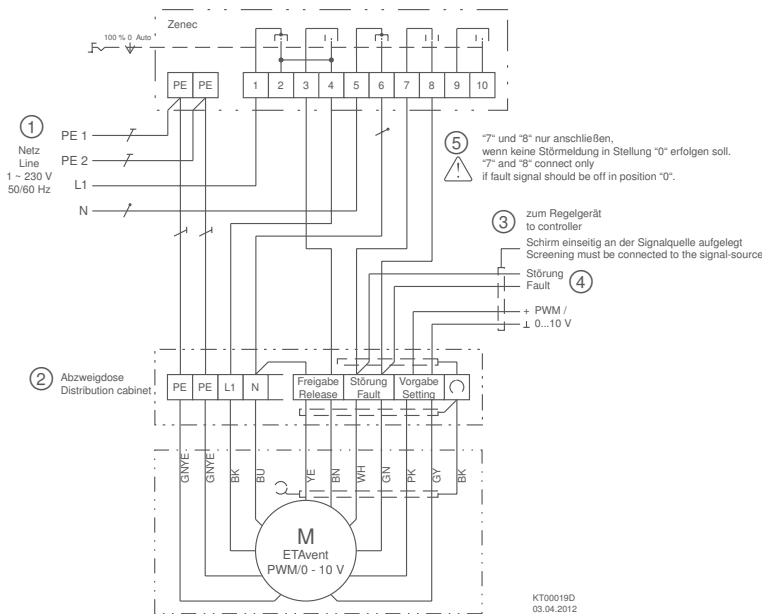 Zenec
100 % 0 Auto
PE PE 1 2 3 4 5 6 7 8 9 10
1
Netz
Line
1 ~ 230 V
50/60 Hz
PE 1
PE 2
L1
N
5
"7" und "8" nur anschließen,
wenn keine Störmeldung in Stellung "0" erfolgen soll.
"7" and "8" connect only
if fault signal should be off in position "0".
!
3
zum Regelgerät
to controller
Schirm einseitig an der Signalquelle aufgelegt
Screening must be connected to the signal-source
Störung
Fault
4
+ PWM /
⊥ 0...10 V
2
Abzweigdose
Distribution cabinet
PE PE L1 N
Freigabe Störung Vorgabe
Release Fault Setting
GNYE GNYE BK BU YE BN WH GN PK GY BK
M
ETAvent
PWM/0 - 10 V
KT00019D
03.04.2012